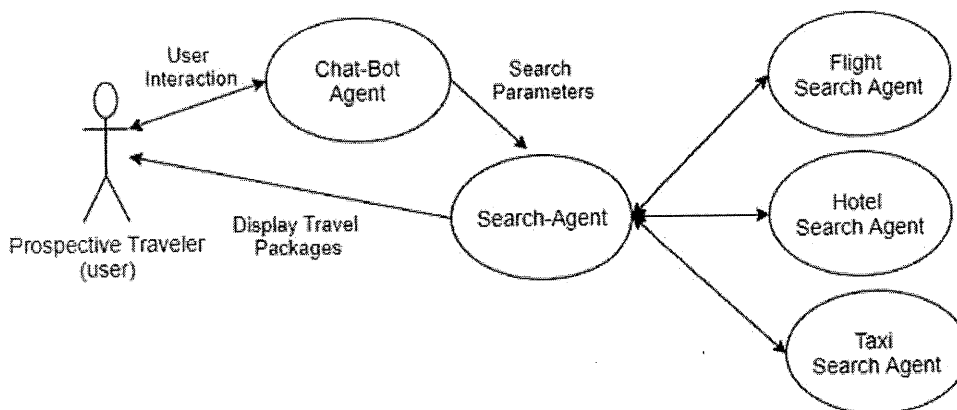 User
Interaction
Chat-Bot
Agent
Search
Parameters
Flight
Search Agent
Prospective Traveler
(user)
Display Travel
Packages
Search-Agent
Hotel
Search Agent
Taxi
Search Agent